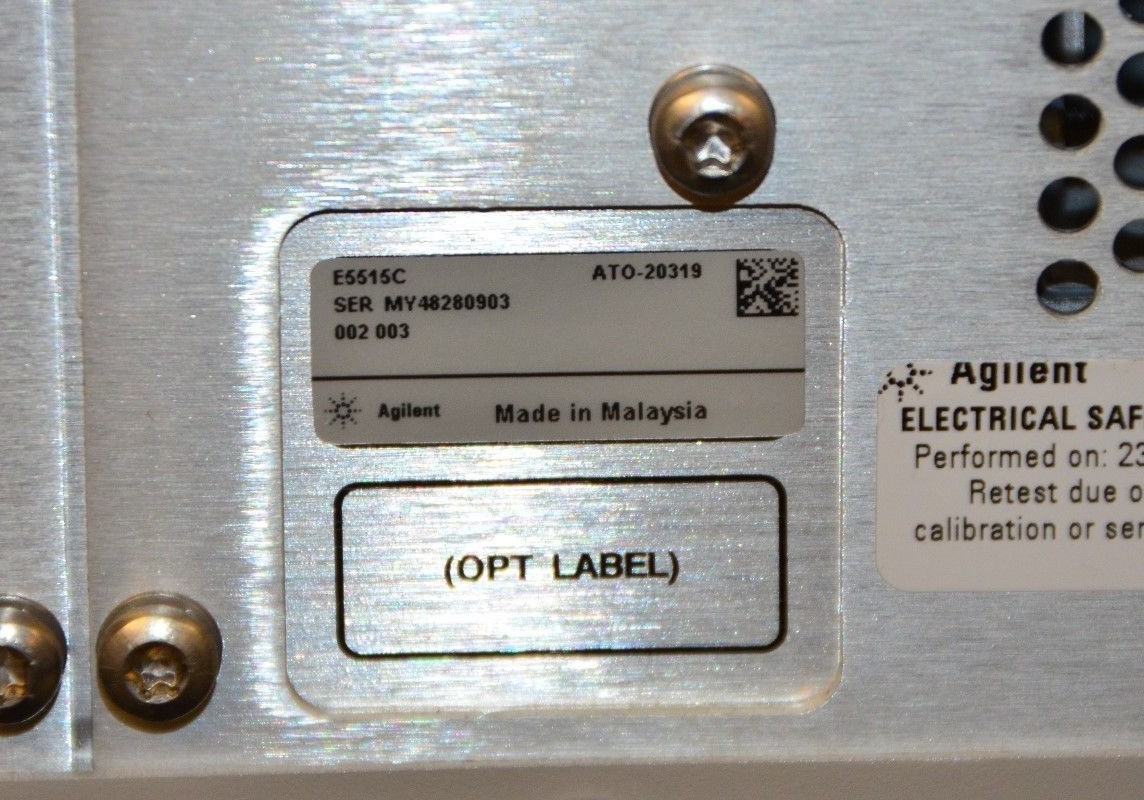 E5515C ATO-20319
SER MY48280903
002 003
Agilent Made in Malaysia
(OPT LABEL)
Agilent
ELECTRICAL SAF
Performed on: 23
Retest due o
calibration or ser